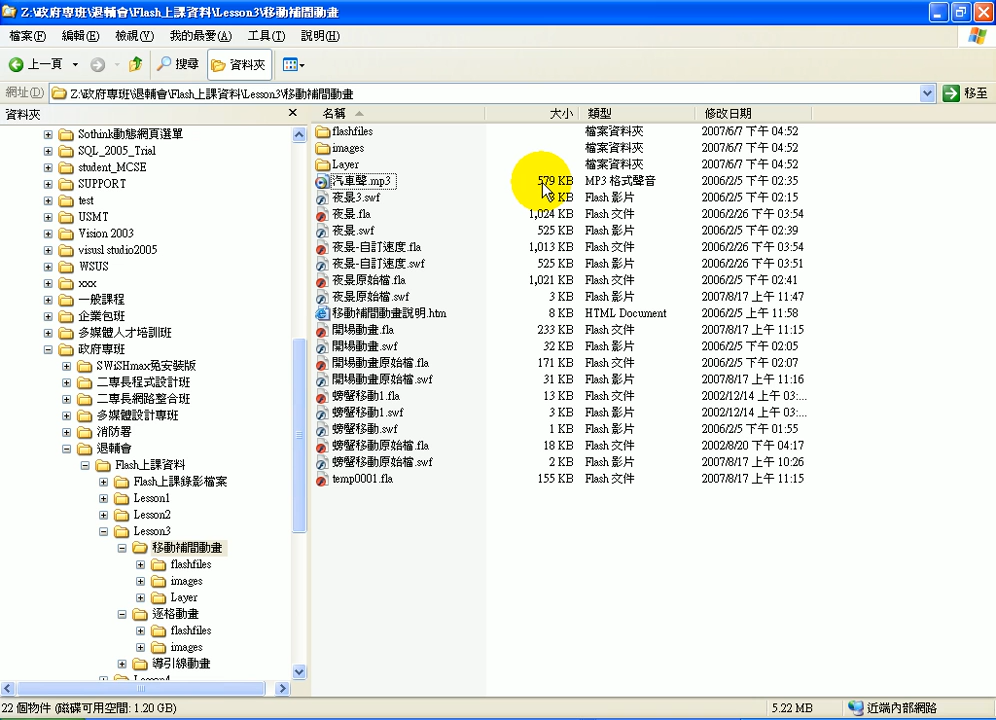 Z:\政府專班\退輔會\Flash上課資料\Lesson3\移動補間動畫
檔案(F) 編輯(E) 檢視(V) 我的最愛(A) 工具(T) 說明(H)
上一頁 搜尋 資料夾
網址(D) Z:\政府專班\退輔會\Flash上課資料\Lesson3\移動補間動畫 移至
資料夾
Sothink動態網頁選單
SQL_2005_Trial
student_MCSE
SUPPORT
test
USMT
Vision 2003
visusl studio2005
WSUS
xxx
一般課程
企業包班
多媒體人才培訓班
政府專班
SWiSHmax免安裝版
二專長程式設計班
二專長網路整合班
多媒體設計專班
消防署
退輔會
Flash上課資料
Flash上課錄影檔案
Lesson1
Lesson2
Lesson3
移動補間動畫
flashfiles
images
Layer
逐格動畫
flashfiles
images
導引線動畫
Lesson4
名稱 大小 類型 修改日期
flashfiles 檔案資料夾 2007/6/7 下午 04:52
images 檔案資料夾 2007/6/7 下午 04:52
Layer 檔案資料夾 2007/6/7 下午 04:52
汽車聲.mp3 579 KB MP3 格式聲音 2006/2/5 下午 02:35
夜景3.swf KB Flash 影片 2006/2/5 下午 02:15
夜景.fla 1,024 KB Flash 文件 2006/2/26 下午 03:54
夜景.swf 525 KB Flash 影片 2006/2/5 下午 02:39
夜景-自訂速度.fla 1,013 KB Flash 文件 2006/2/26 下午 03:54
夜景-自訂速度.swf 525 KB Flash 影片 2006/2/26 下午 03:51
夜景原始檔.fla 1,021 KB Flash 文件 2006/2/5 下午 02:41
夜景原始檔.swf 3 KB Flash 影片 2007/8/17 上午 11:47
移動補間動畫說明.htm 8 KB HTML Document 2006/2/5 上午 11:58
開場動畫.fla 233 KB Flash 文件 2007/8/17 上午 11:15
開場動畫.swf 32 KB Flash 影片 2006/2/5 下午 02:05
開場動畫原始檔.fla 171 KB Flash 文件 2006/2/5 下午 02:07
開場動畫原始檔.swf 31 KB Flash 影片 2007/8/17 上午 11:16
螃蟹移動1.fla 13 KB Flash 文件 2002/12/14 上午 03:...
螃蟹移動1.swf 3 KB Flash 影片 2002/12/14 上午 03:...
螃蟹移動.swf 1 KB Flash 影片 2006/2/5 下午 01:55
螃蟹移動原始檔.fla 18 KB Flash 文件 2002/8/20 下午 04:17
螃蟹移動原始檔.swf 2 KB Flash 影片 2007/8/17 上午 10:26
temp0001.fla 155 KB Flash 文件 2007/8/17 上午 11:15
22 個物件 (磁碟可用空間: 1.20 GB) 5.22 MB 近端內部網路